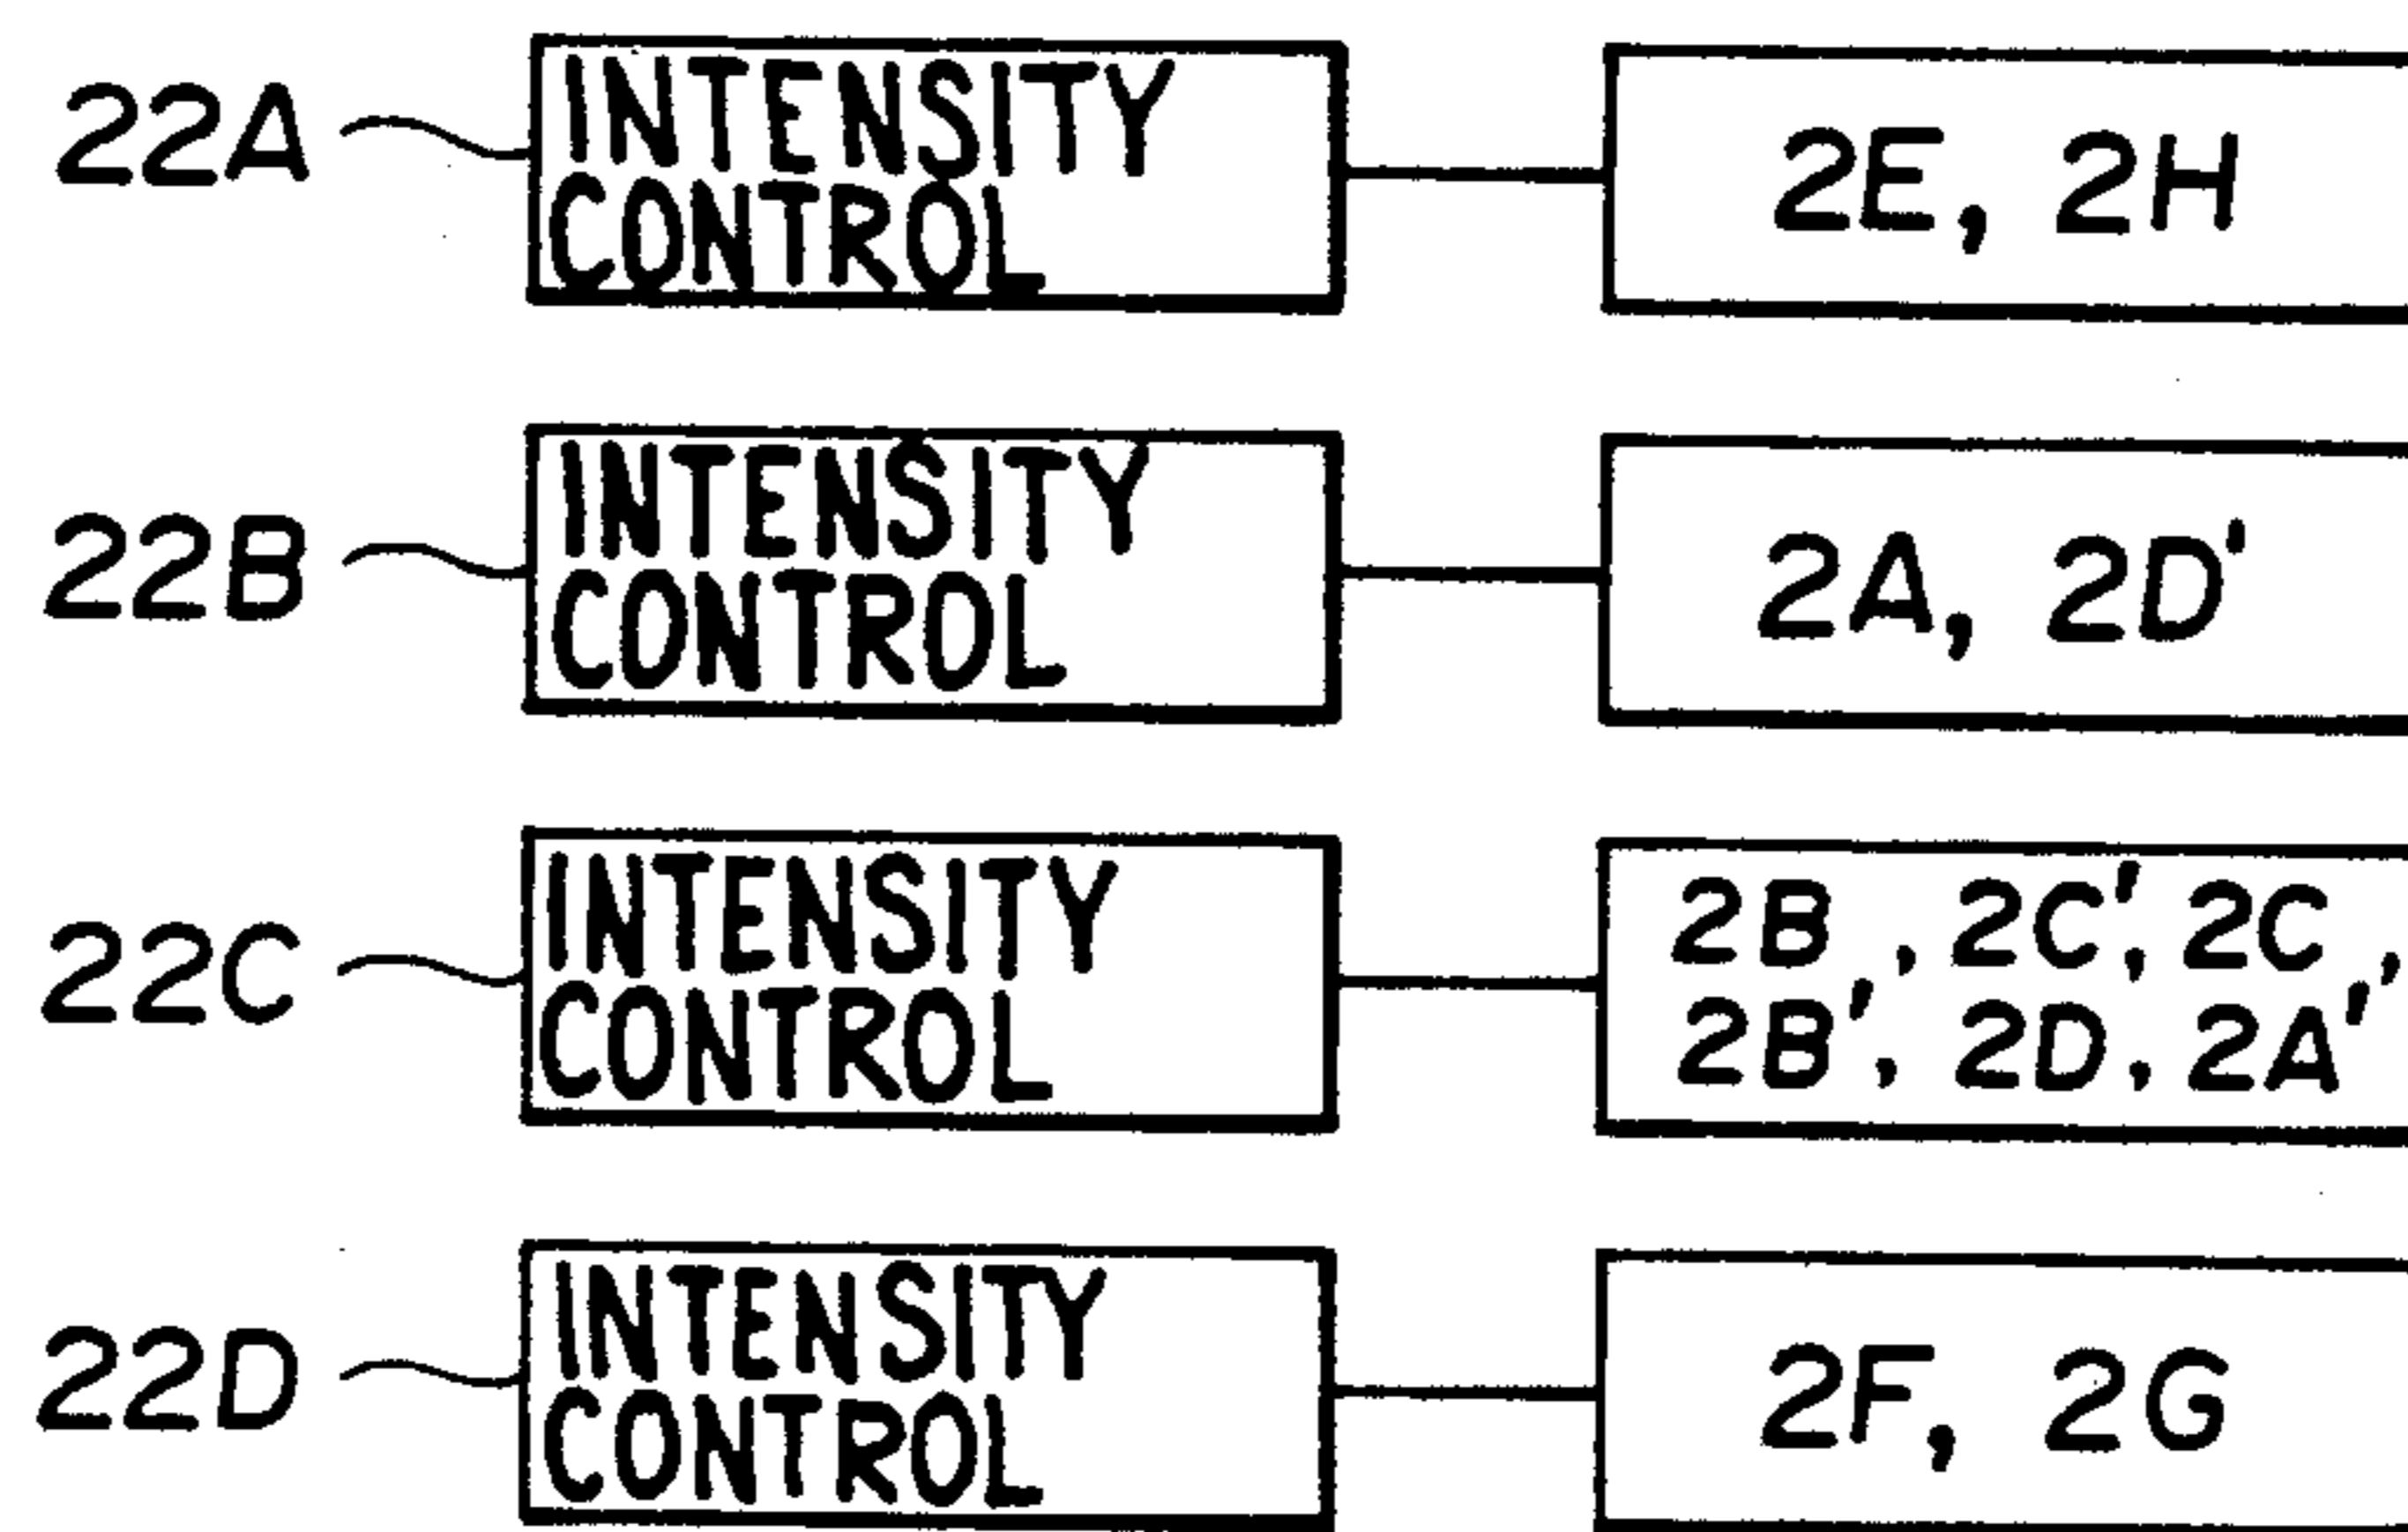 22A
INTENSITY
CONTROL
2E, 2H
22B
INTENSITY
CONTROL
2A, 2D'
22C
INTENSITY
CONTROL
2B, 2C', 2C,
2B', 2D, 2A'
22D
INTENSITY
CONTROL
2F, 2G